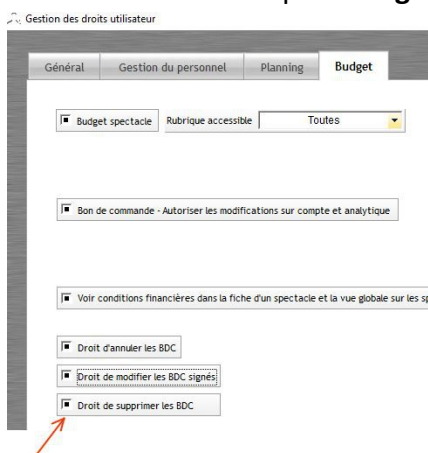 Gestion des droits utilisateur
Général Gestion du personnel Planning Budget
Budget spectacle Rubrique accessible Toutes
Bon de commande - Autoriser les modifications sur compte et analytique
Voir conditions financières dans la fiche d'un spectacle et la vue globale sur les
Droit d'annuler les BDC
Droit de modifier les BDC signés
Droit de supprimer les BDC